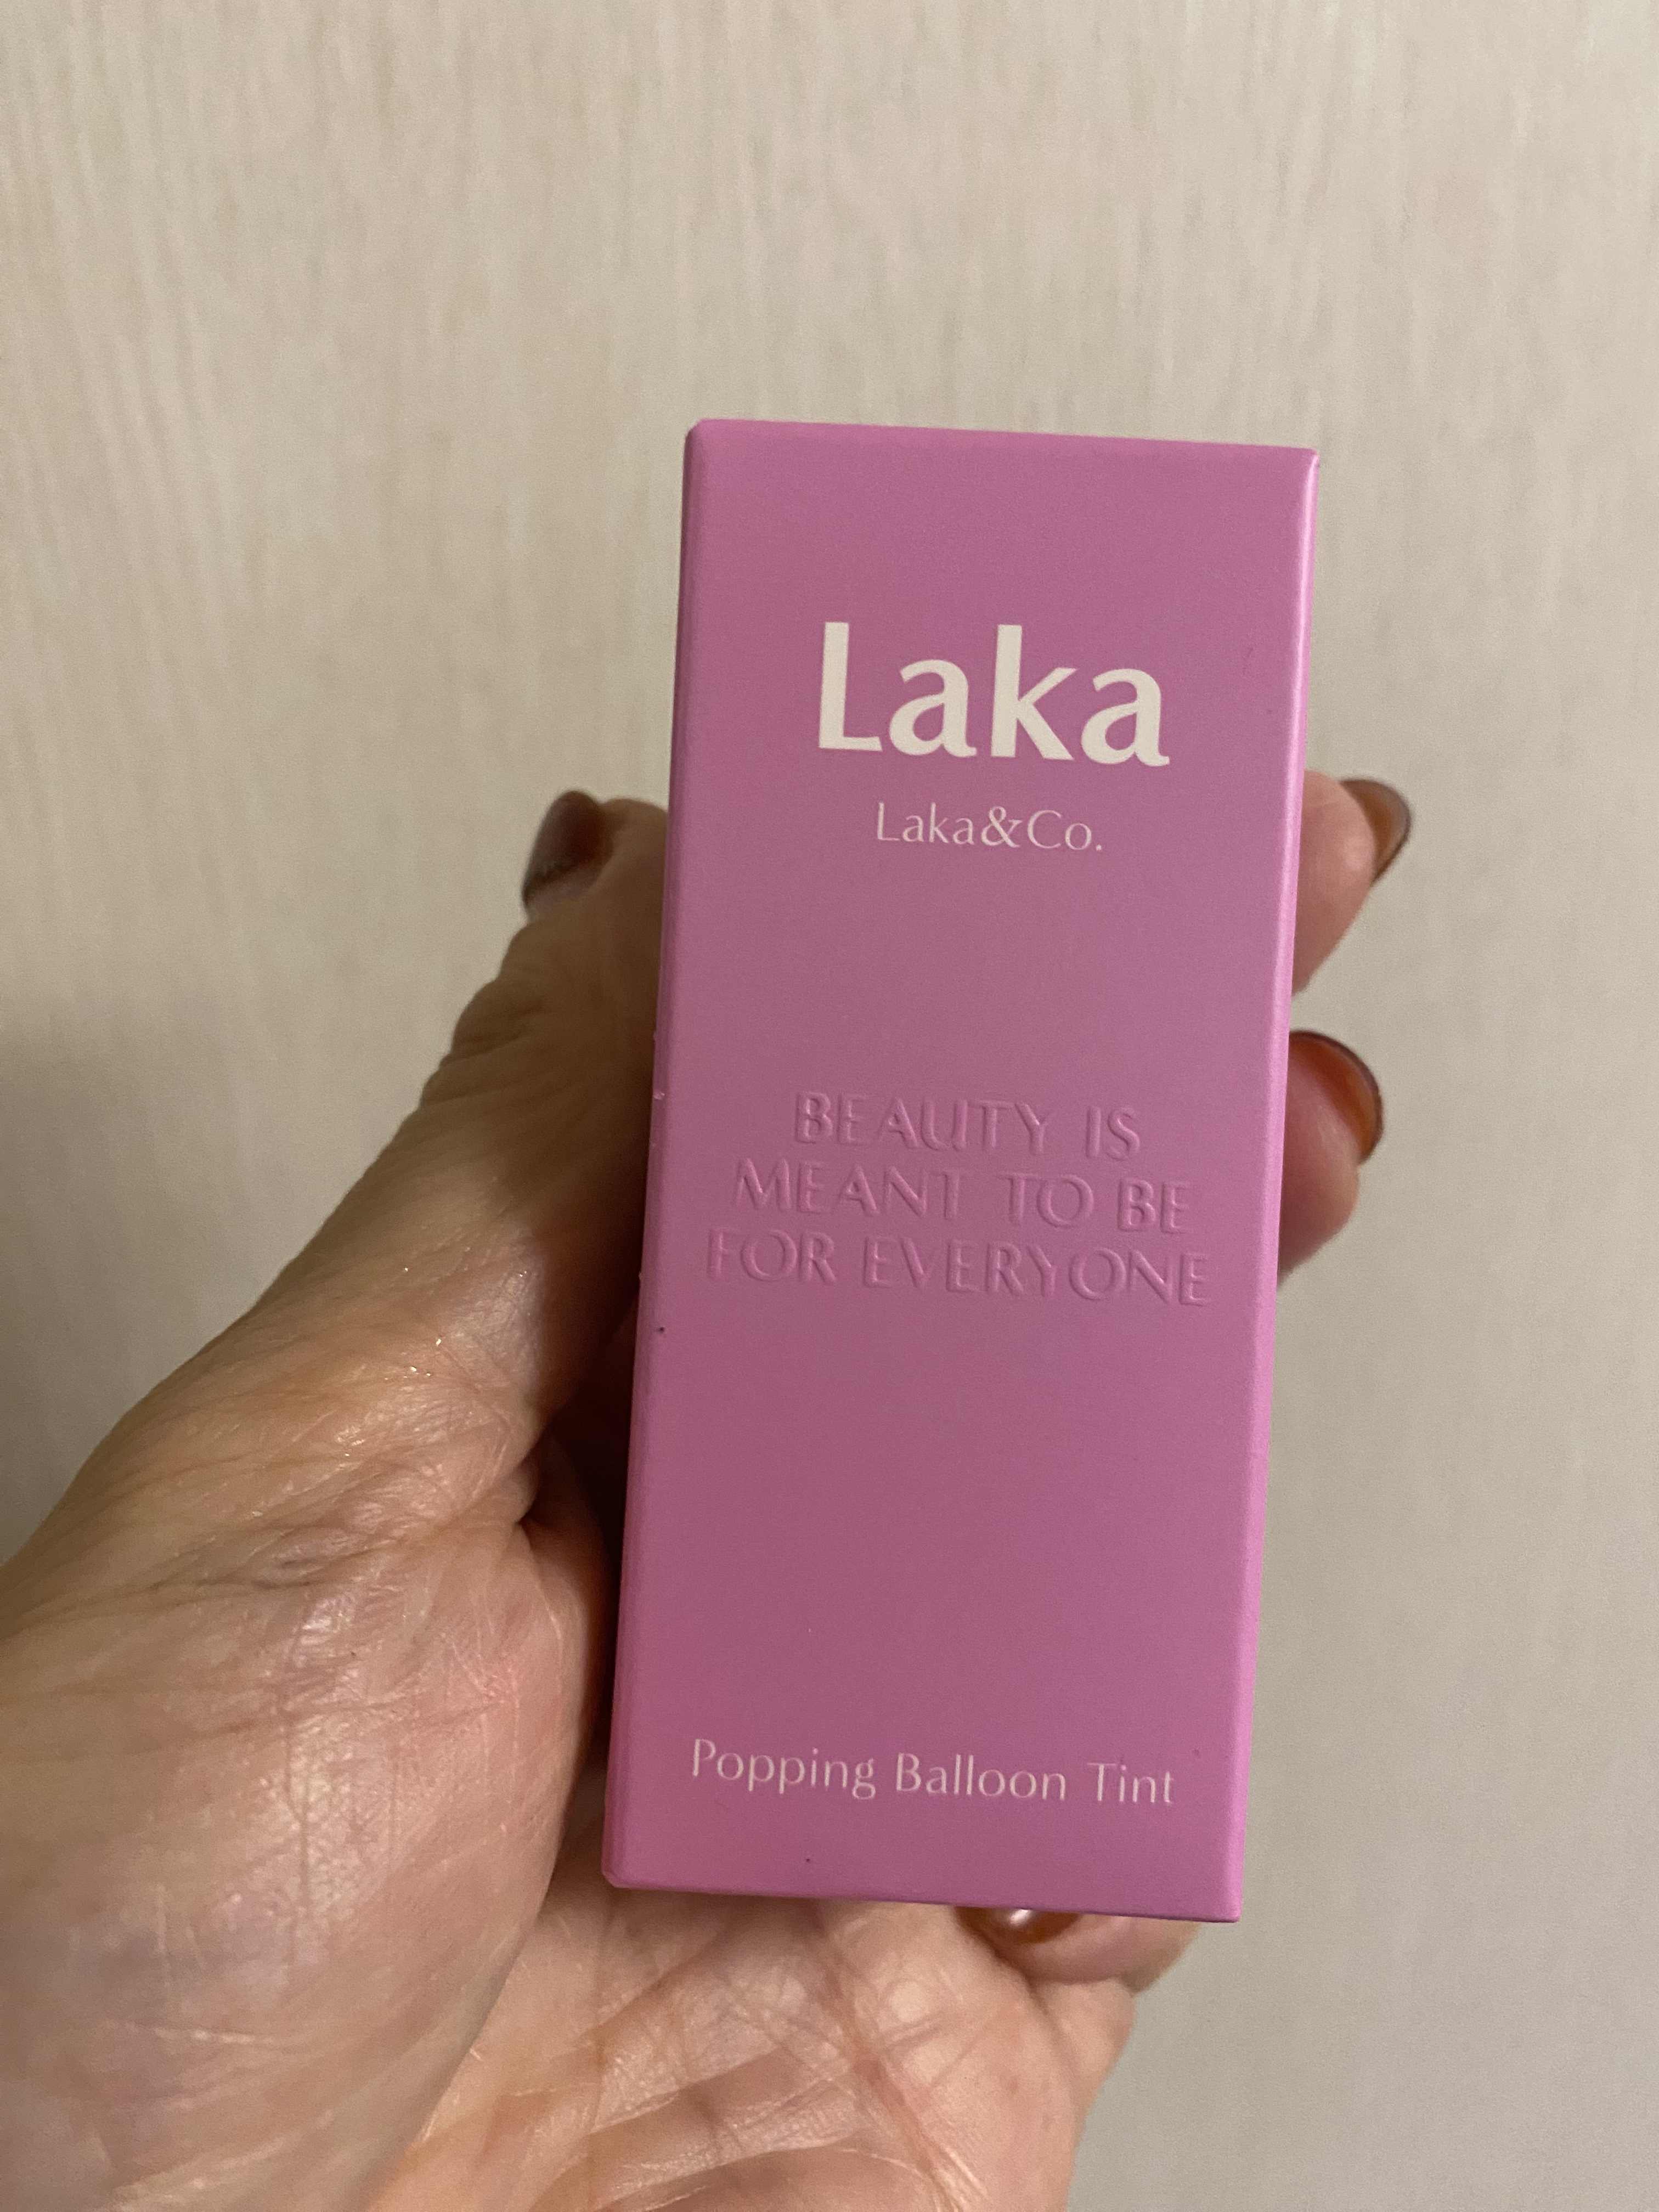 Laka
Laka&Co.
BEAUTY IS
MEANT TO BE
FOR EVERYONE
Popping Balloon Tint